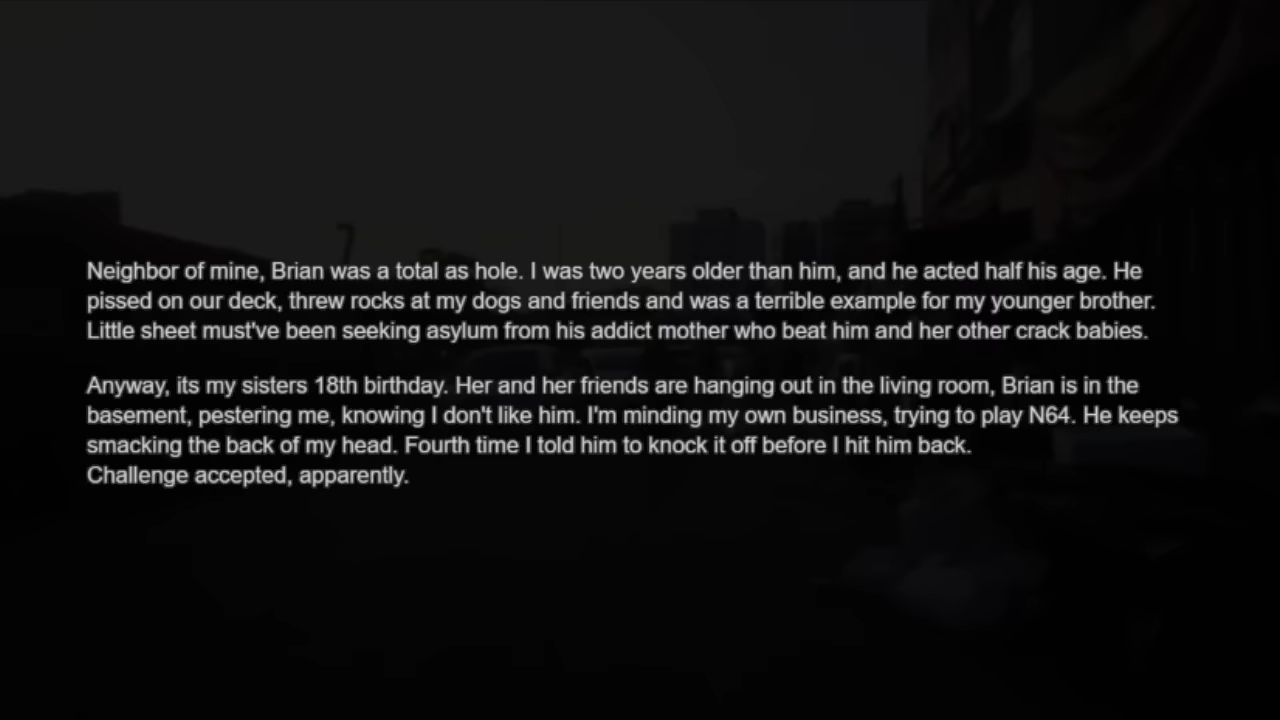 Neighbor of mine, Brian was a total as hole. I was two years older than him, and he acted half his age. He
pissed on our deck, threw rocks at my dogs and friends and was a terrible example for my younger brother.
Little sheet must've been seeking asylum from his addict mother who beat him and her other crack babies.
Anyway, its my sisters 18th birthday. Her and her friends are hanging out in the living room, Brian is in the
basement, pestering me, knowing I don't like him. I'm minding my own business, trying to play N64. He keeps
smacking the back of my head. Fourth time I told him to knock it off before I hit him back.
Challenge accepted, apparently.